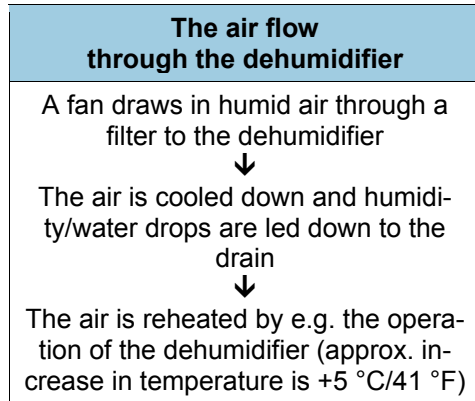 The air flow
through the dehumidifier
A fan draws in humid air through a
filter to the dehumidifier
↓
The air is cooled down and humidi-
ty/water drops are led down to the
drain
↓
The air is reheated by e.g. the opera-
tion of the dehumidifier (approx. in-
crease in temperature is +5 °C/41 °F)